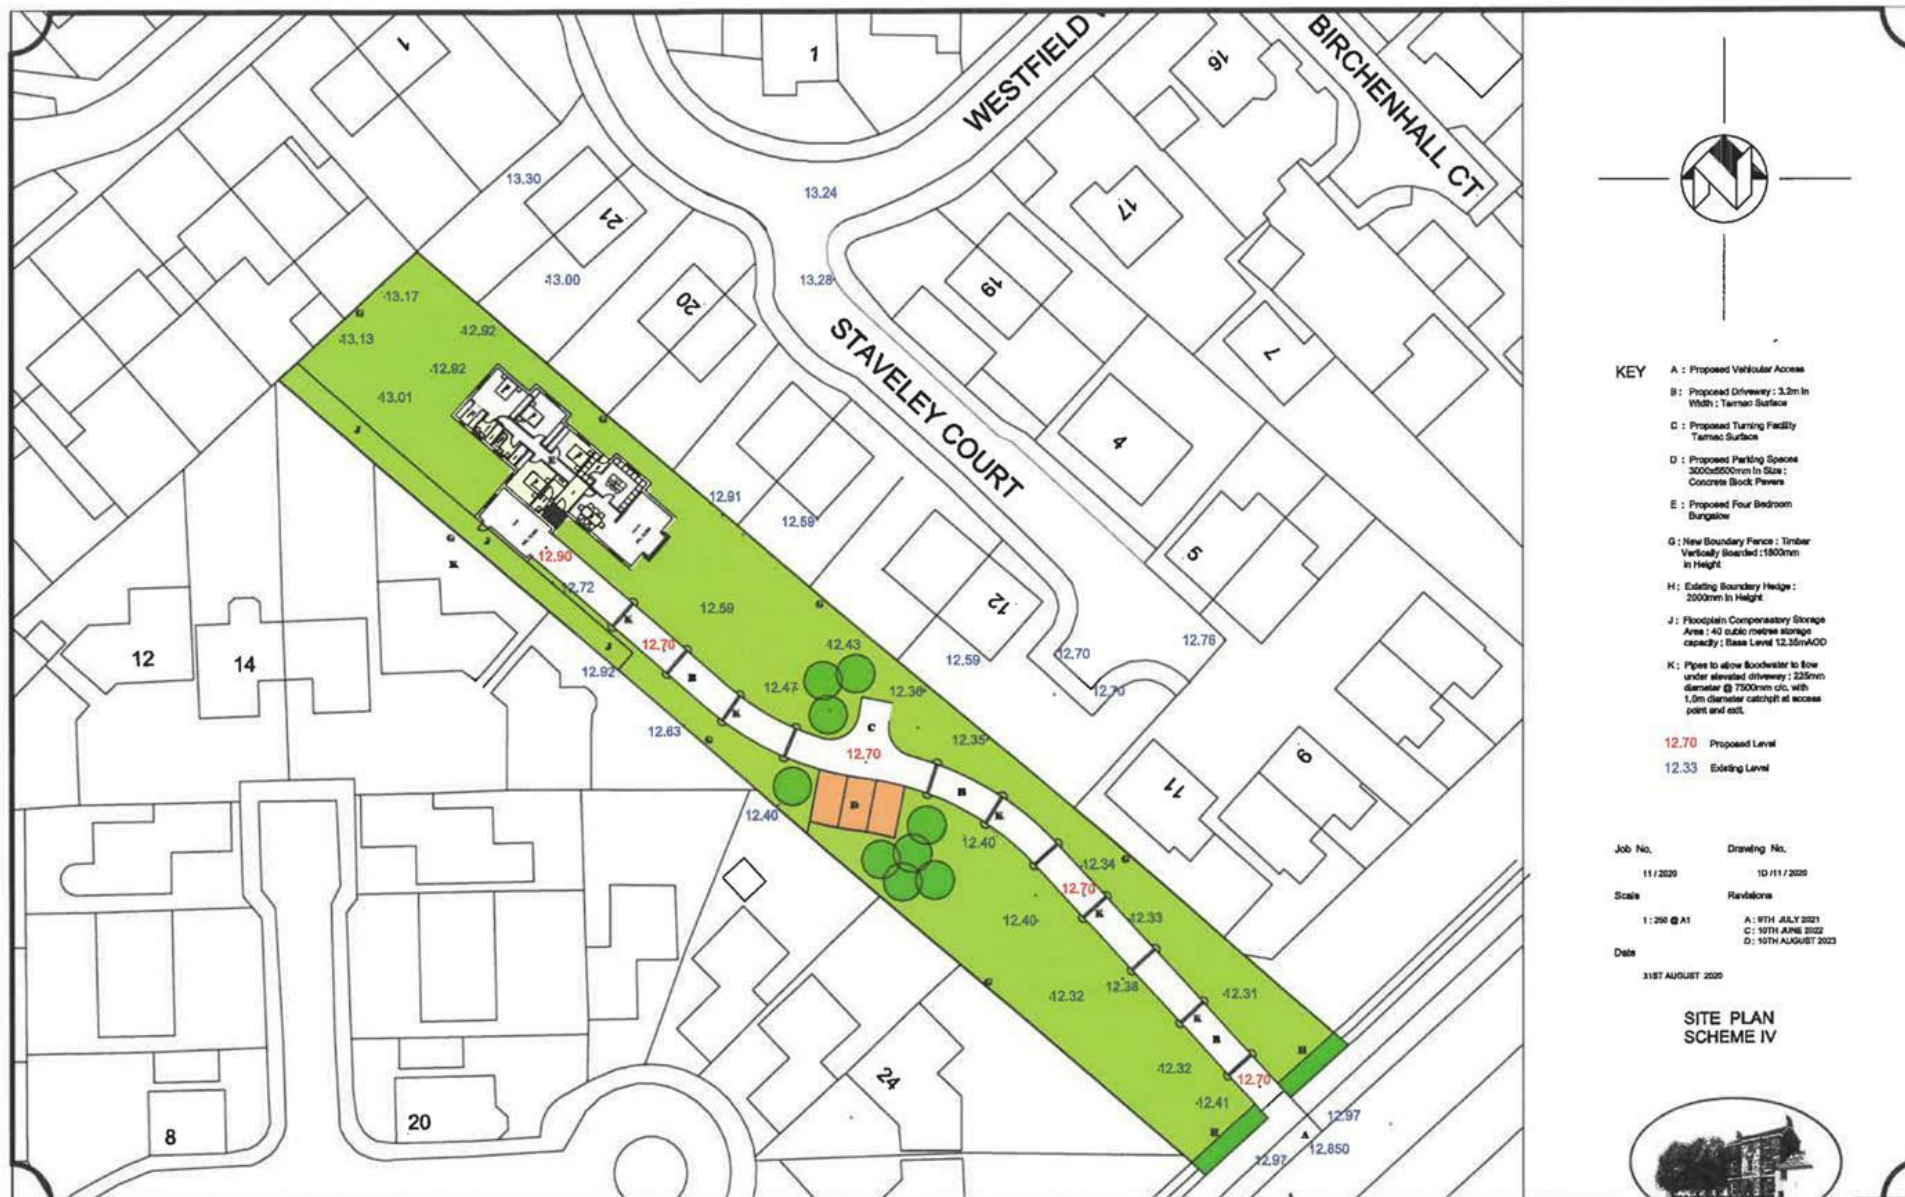 1
1
WESTFIELD
BIRCHENHALL CT
16
13.30
21
13.24
17
13.00
13.28
20
19
STAVELEY COURT
7
13.17
G
13.13
12.92
12.92
13.01
J
G
4
12.91
12.59
5
G
K
J
12.90
12.72
12.59
G
12
12.76
K
12.70
J
12.92
12.43
12.59
12.70
12.70
12
14
B
12.47
12.36
K
C
12.63
G
12.70
12.35
9
11
D
B
K
12.40
12.40
12.34
G
12.70
K
12.40
12.33
G
12.32
12.36
12.31
K
B
H
12.32
12.70
12.41
H
12.97
A
12.850
12.97
24
20
8
KEY
A : Proposed Vehicular Access
B : Proposed Driveway : 3.2m in
Width : Tarmac Surface
C : Proposed Turning Facility
Tarmac Surface
D : Proposed Parking Spaces
3000x5500mm in Size :
Concrete Block Pavers
E : Proposed Four Bedroom
Bungalow
G : New Boundary Fence : Timber
Vertically Boarded : 1800mm
in Height
H : Existing Boundary Hedge :
2000mm in Height
J : Floodplain Compensatory Storage
Area : 40 cubic metres storage
capacity : Base Level 12.35mAOD
K : Pipes to allow floodwater to flow
under elevated driveway : 225mm
diameter @ 7500mm c/c. with
1.0m diameter catchpit at access
point and exit.
12.70 Proposed Level
12.33 Existing Level
Job No. Drawing No.
11 / 2020 1D /11 / 2020
Scale Revisions
1 : 250 @ A1 A : 9TH JULY 2021
C : 10TH JUNE 2022
D : 10TH AUGUST 2023
Date
31ST AUGUST 2020
SITE PLAN
SCHEME IV